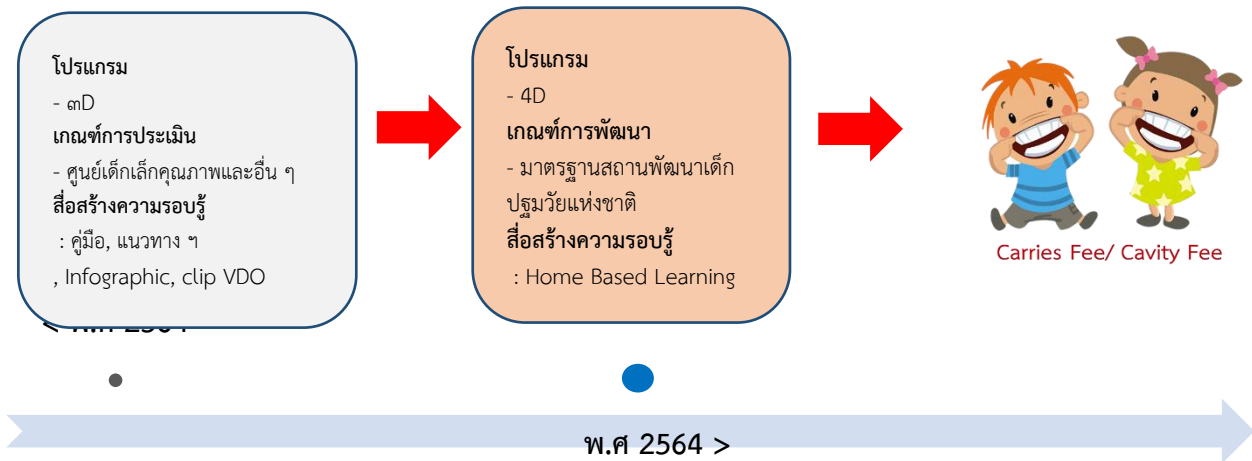 โปรแกรม
- ๓D
เกณฑ์การประเมิน
- ศูนย์เด็กเล็กคุณภาพและอื่น ๆ
สื่อสร้างความรอบรู้
: คู่มือ, แนวทาง ฯ
, Infographic, clip VDO
โปรแกรม
- 4D
เกณฑ์การพัฒนา
- มาตรฐานสถานพัฒนาเด็ก
ปฐมวัยแห่งชาติ
สื่อสร้างความรอบรู้
: Home Based Learning
Carries Fee/ Cavity Fee
พ.ศ 2564 >